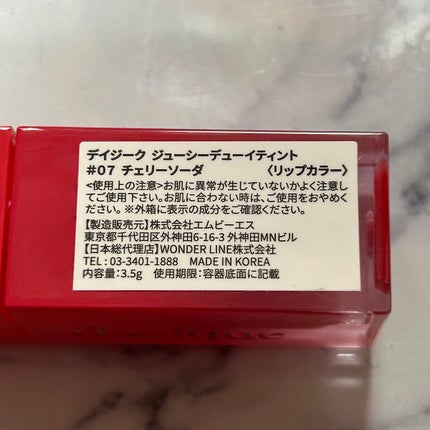 デイジーク ジューシーデューイティント
#07 チェリーソーダ 〈リップカラー〉
<使用上の注意>お肌に異常が生じていないかよく注意し
てご使用下さい。お肌に合わない時は、ご使用をおやめく
ださい。※外箱に表示の成分をご確認ください。
【製造販売元】株式会社エムビーエス
東京都千代田区外神田6-16-3 外神田MNビル
【日本総代理店】WONDER LINE株式会社
TEL : 03-3401-1888 MADE IN KOREA
内容量:3.5g 使用期限:容器底面に記載